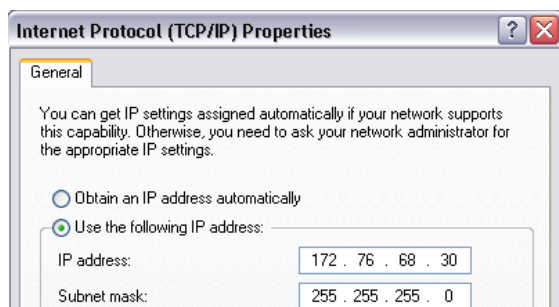 Internet Protocol (TCP/IP) Properties
General
You can get IP settings assigned automatically if your network supports
this capability. Otherwise, you need to ask your network administrator for
the appropriate IP settings.
Obtain an IP address automatically
Use the following IP address:
IP address: 172 . 76 . 68 . 30
Subnet mask: 255 . 255 . 255 . 0